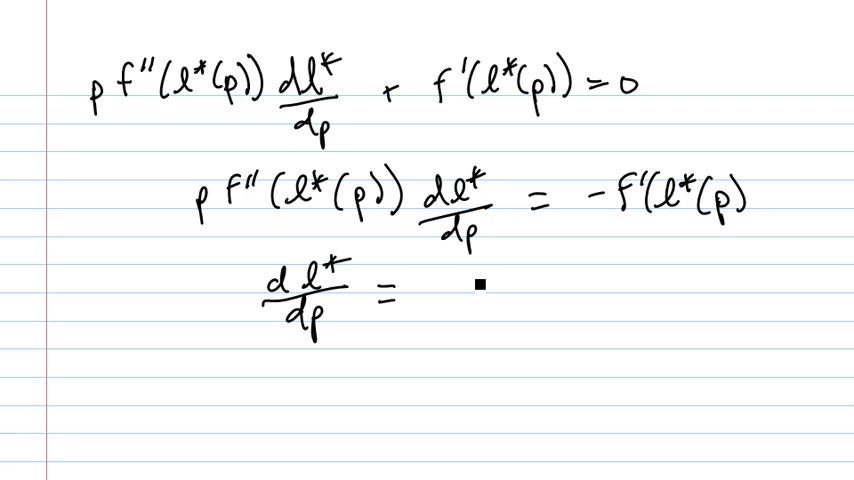 p f''(l*(p)) dl*/dp + f'(l*(p)) = 0
p f''(l*(p)) dl*/dp = -f'(l*(p)
dl*/dp =